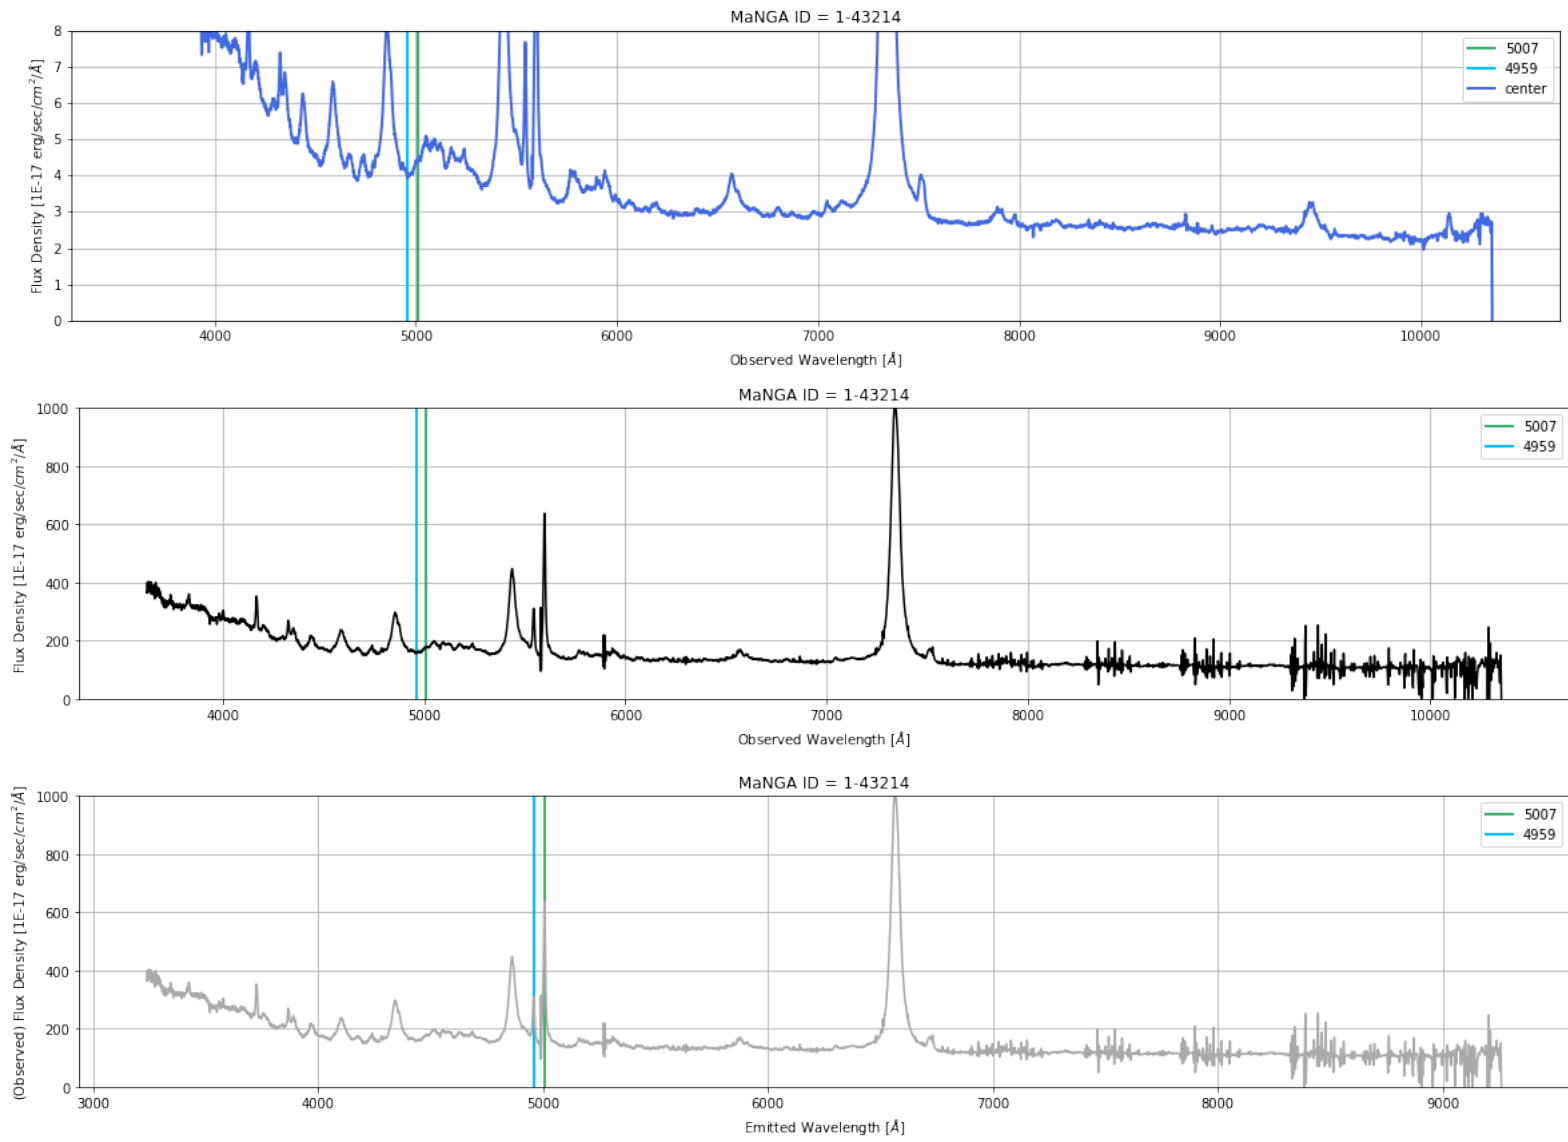 MaNGA ID = 1-43214
Flux Density [1E-17 erg/sec/cm²/Å]
8
7
6
5
4
3
2
1
0
5007
4959
center
4000 5000 6000 7000 8000 9000 10000
Observed Wavelength [Å]
MaNGA ID = 1-43214
Flux Density [1E-17 erg/sec/cm²/Å]
1000
800
600
400
200
0
5007
4959
4000 5000 6000 7000 8000 9000 10000
Observed Wavelength [Å]
MaNGA ID = 1-43214
(Observed) Flux Density [1E-17 erg/sec/cm²/Å]
1000
800
600
400
200
0
5007
4959
3000 4000 5000 6000 7000 8000 9000
Emitted Wavelength [Å]